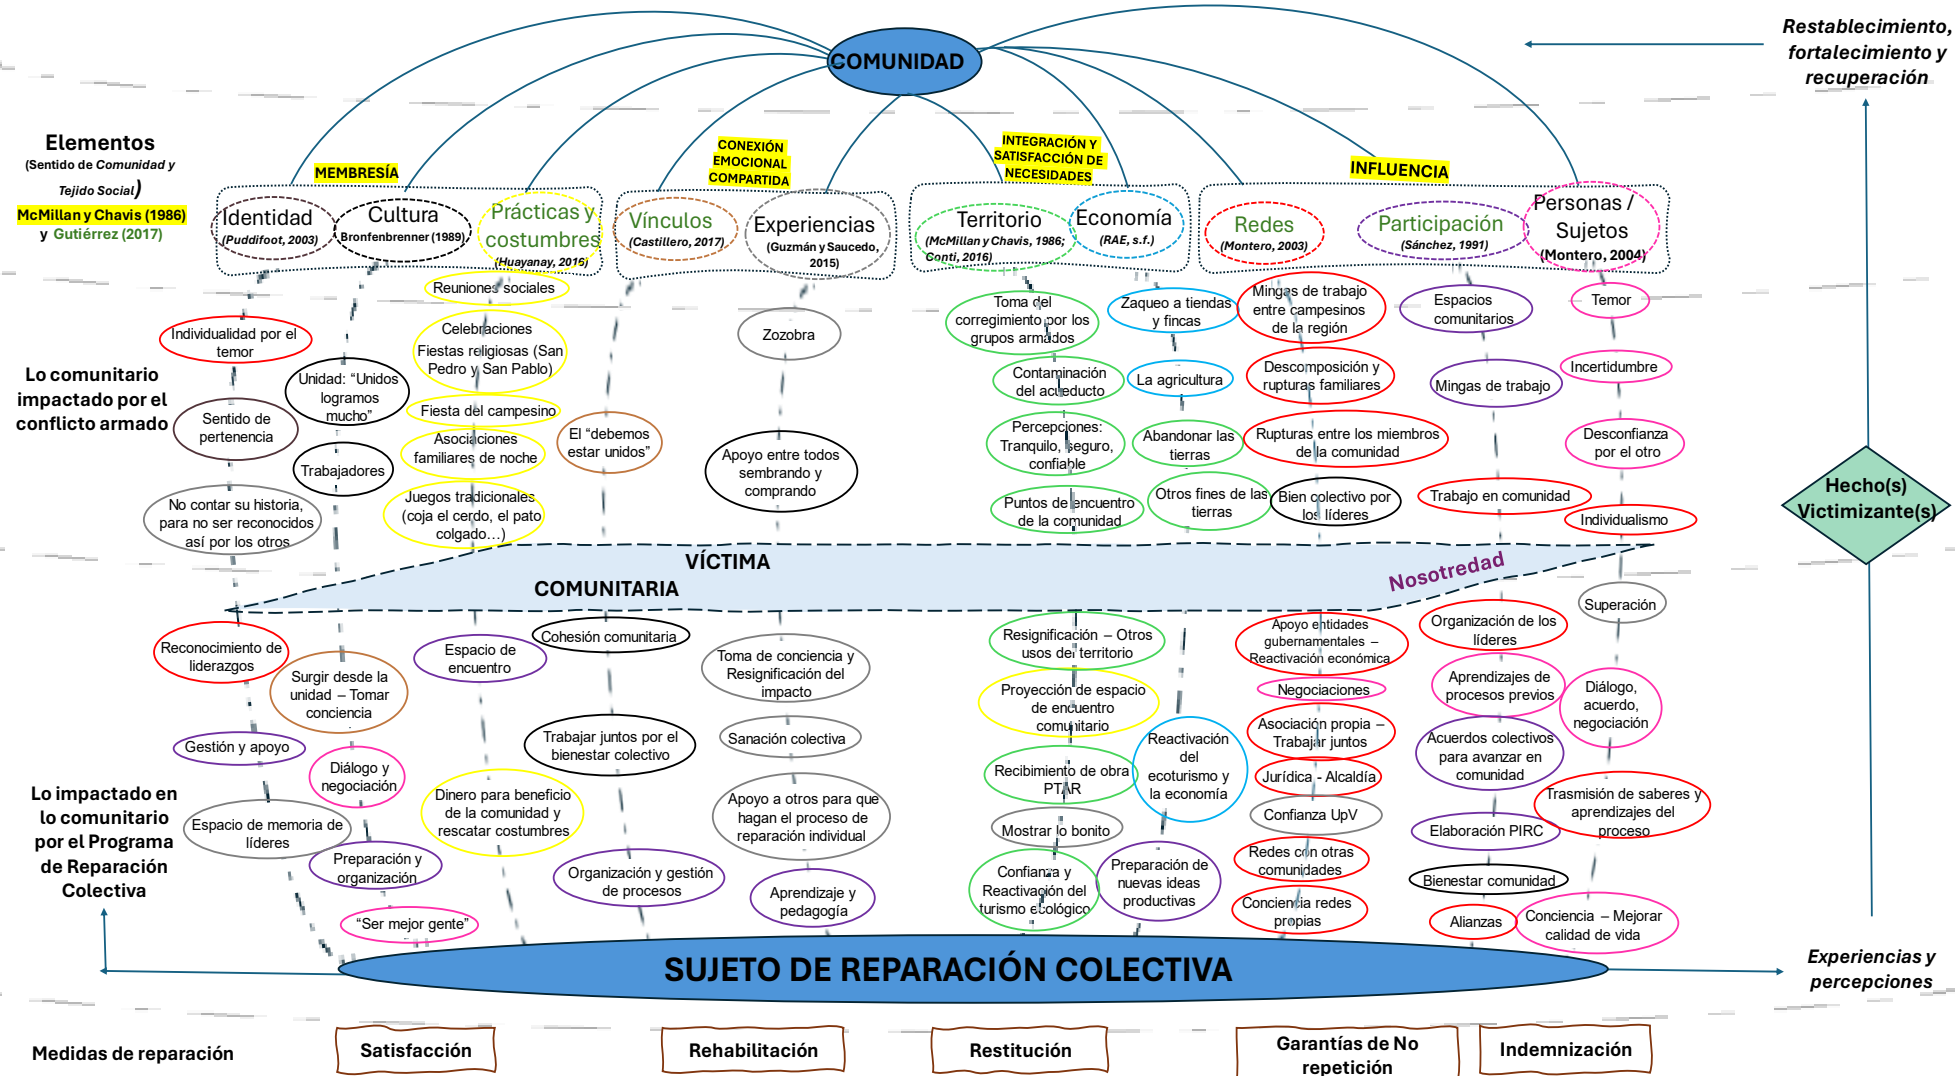 COMUNIDAD
Restablecimiento,
fortalecimiento y
recuperación
Elementos
(Sentido de Comunidad y
Tejido Social)
McMillan y Chavis (1986)
y Gutiérrez (2017)
MEMBRESÍA
CONEXIÓN
EMOCIONAL
COMPARTIDA
INTEGRACIÓN Y
SATISFACCIÓN DE
NECESIDADES
INFLUENCIA
Identidad
(Puddifoot, 2003)
Cultura
Bronfenbrenner (1989)
Prácticas y
costumbres
(Huayanay, 2016)
Vínculos
(Castillero, 2017)
Experiencias
(Guzmán y Saucedo,
2015)
Territorio
(McMillan y Chavis, 1986;
Conti, 2016)
Economía
(RAE, s.f.)
Redes
(Montero, 2003)
Participación
(Sánchez, 1991)
Personas /
Sujetos
(Montero, 2004)
Lo comunitario
impactado por el
conflicto armado
Individualidad por el
temor
Sentido de
pertenencia
No contar su historia,
para no ser reconocidos
así por los otros
Unidad: “Unidos
logramos
mucho”
Trabajadores
Reuniones sociales
Celebraciones
Fiestas religiosas (San
Pedro y San Pablo)
Fiesta del campesino
Asociaciones
familiares de noche
Juegos tradicionales
(coja el cerdo, el pato
colgado…)
El “debemos
estar unidos”
Zozobra
Apoyo entre todos
sembrando y
comprando
Toma del
corregimiento por los
grupos armados
Contaminación
del acueducto
Percepciones:
Tranquilo, seguro,
confiable
Puntos de encuentro
de la comunidad
Zaqueo a tiendas
y fincas
La agricultura
Abandonar las
tierras
Otros fines de las
tierras
Mingas de trabajo
entre campesinos
de la región
Descomposición y
rupturas familiares
Rupturas entre los miembros
de la comunidad
Bien colectivo por
los líderes
Espacios
comunitarios
Mingas de trabajo
Trabajo en comunidad
Temor
Incertidumbre
Desconfianza
por el otro
Individualismo
Hecho(s)
Victimizante(s)
VÍCTIMA
COMUNITARIA
Nosotredad
Lo impactado en
lo comunitario
por el Programa
de Reparación
Colectiva
Reconocimiento de
liderazgos
Gestión y apoyo
Espacio de memoria de
líderes
Surgir desde la
unidad – Tomar
conciencia
Diálogo y
negociación
Preparación y
organización
“Ser mejor gente”
Espacio de
encuentro
Dinero para beneficio
de la comunidad y
rescatar costumbres
Cohesión comunitaria
Trabajar juntos por el
bienestar colectivo
Organización y gestión
de procesos
Toma de conciencia y
Resignificación del
impacto
Sanación colectiva
Apoyo a otros para que
hagan el proceso de
reparación individual
Aprendizaje y
pedagogía
Resignificación – Otros
usos del territorio
Proyección de espacio
de encuentro
comunitario
Recibimiento de obra
PTAR
Mostrar lo bonito
Confianza y
Reactivación del
turismo ecológico
Reactivación
del
ecoturismo y
la economía
Preparación de
nuevas ideas
productivas
Apoyo entidades
gubernamentales –
Reactivación económica
Negociaciones
Asociación propia –
Trabajar juntos
Jurídica - Alcaldía
Confianza UpV
Redes con otras
comunidades
Conciencia redes
propias
Organización de los
líderes
Aprendizajes de
procesos previos
Acuerdos colectivos
para avanzar en
comunidad
Elaboración PIRC
Bienestar comunidad
Alianzas
Superación
Diálogo,
acuerdo,
negociación
Trasmisión de saberes y
aprendizajes del
proceso
Conciencia – Mejorar
calidad de vida
SUJETO DE REPARACIÓN COLECTIVA
Experiencias y
percepciones
Medidas de reparación
Satisfacción
Rehabilitación
Restitución
Garantías de No
repetición
Indemnización